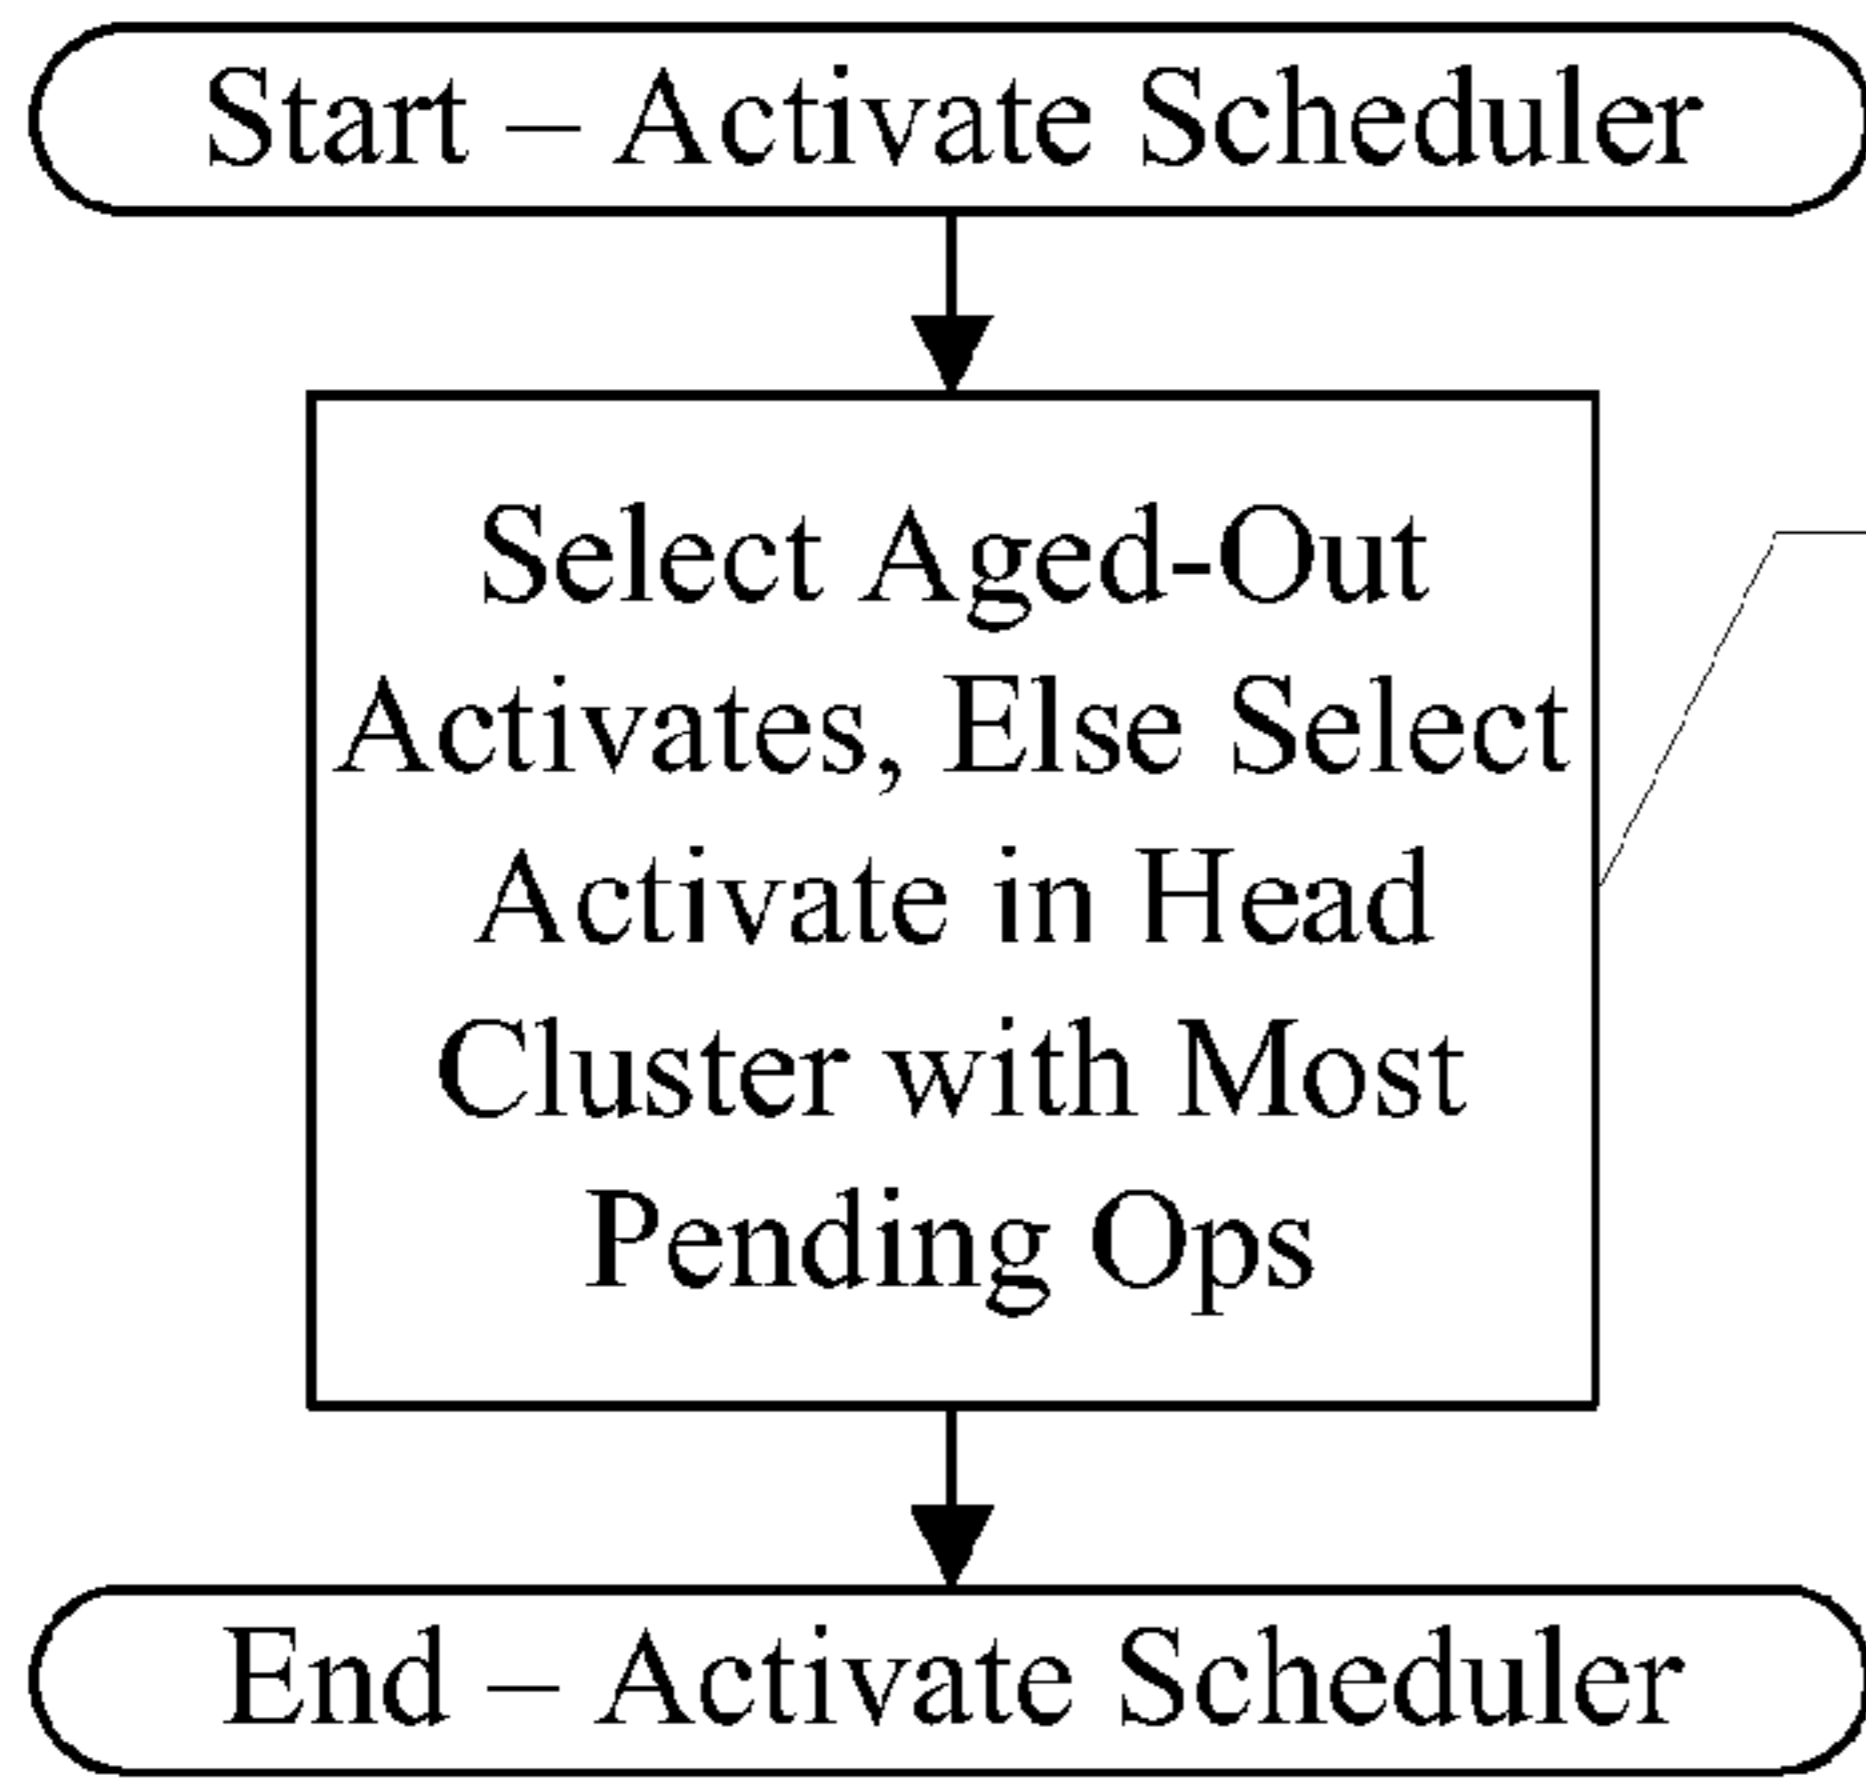 Start – Activate Scheduler
Select Aged-Out
Activates, Else Select
Activate in Head
Cluster with Most
Pending Ops
End – Activate Scheduler